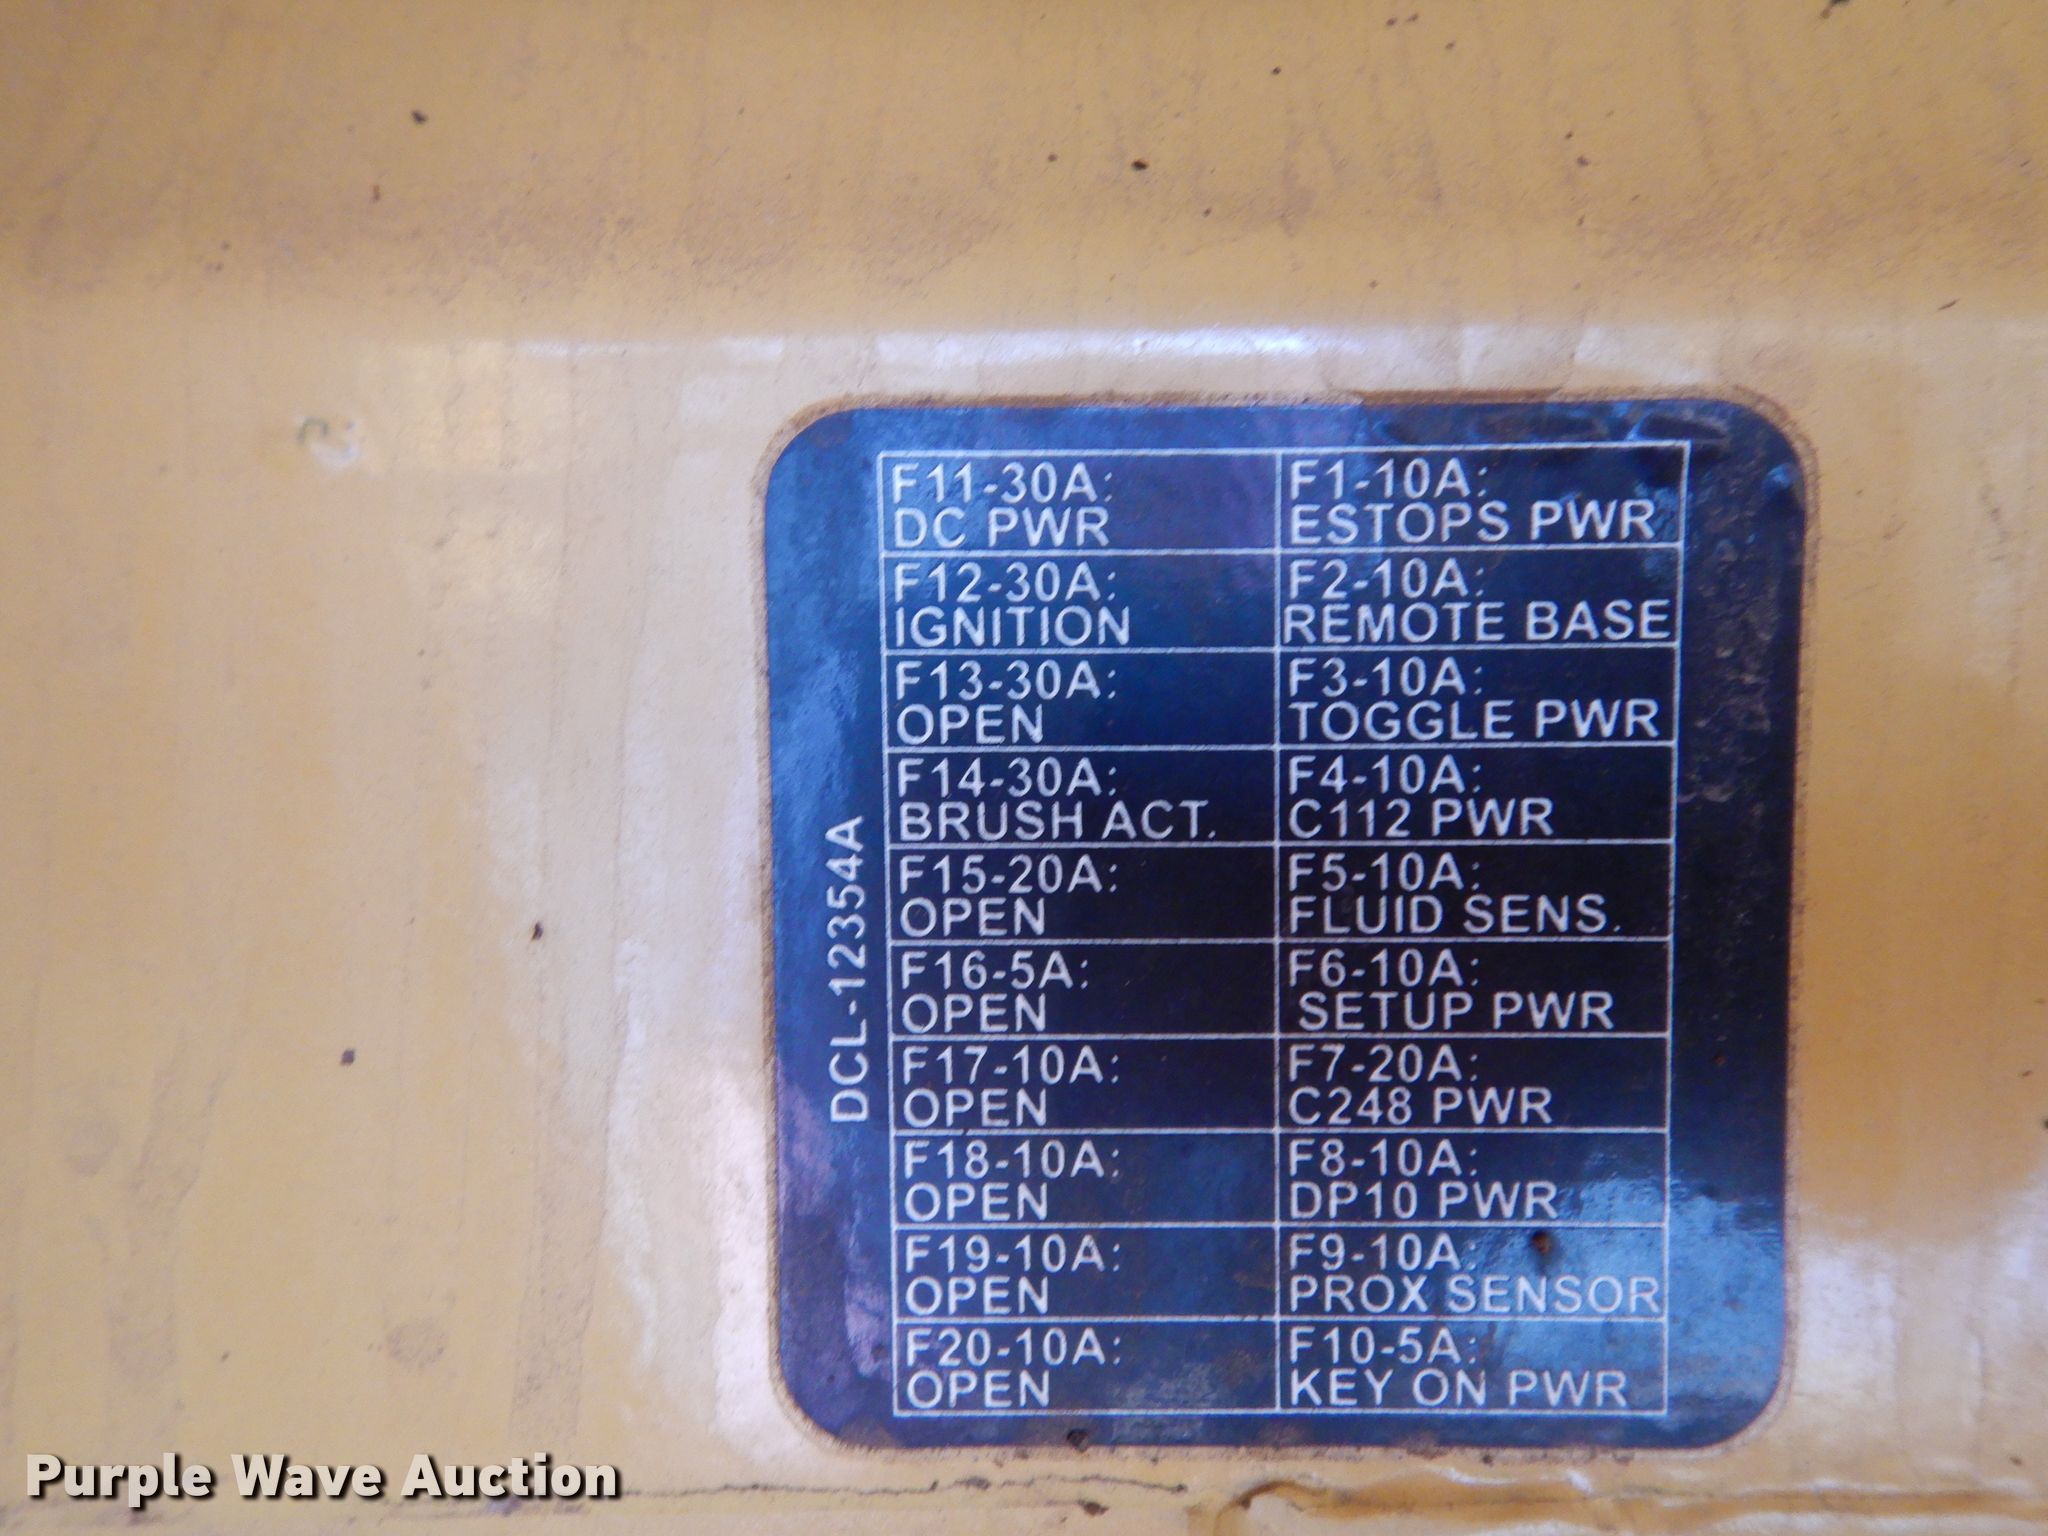 F11-30A:
DC PWR
F1-10A:
ESTOPS PWR
F12-30A:
IGNITION
F2-10A:
REMOTE BASE
F13-30A:
OPEN
F3-10A:
TOGGLE PWR
F14-30A:
BRUSH ACT.
F4-10A:
C112 PWR
F15-20A:
OPEN
F5-10A:
FLUID SENS.
F16-5A:
OPEN
F6-10A:
SETUP PWR
F17-10A:
OPEN
F7-20A:
C248 PWR
F18-10A:
OPEN
F8-10A:
DP10 PWR
F19-10A:
OPEN
F9-10A:
PROX SENSOR
F20-10A:
OPEN
F10-5A:
KEY ON PWR
DCL-12354A
Purple Wave Auction